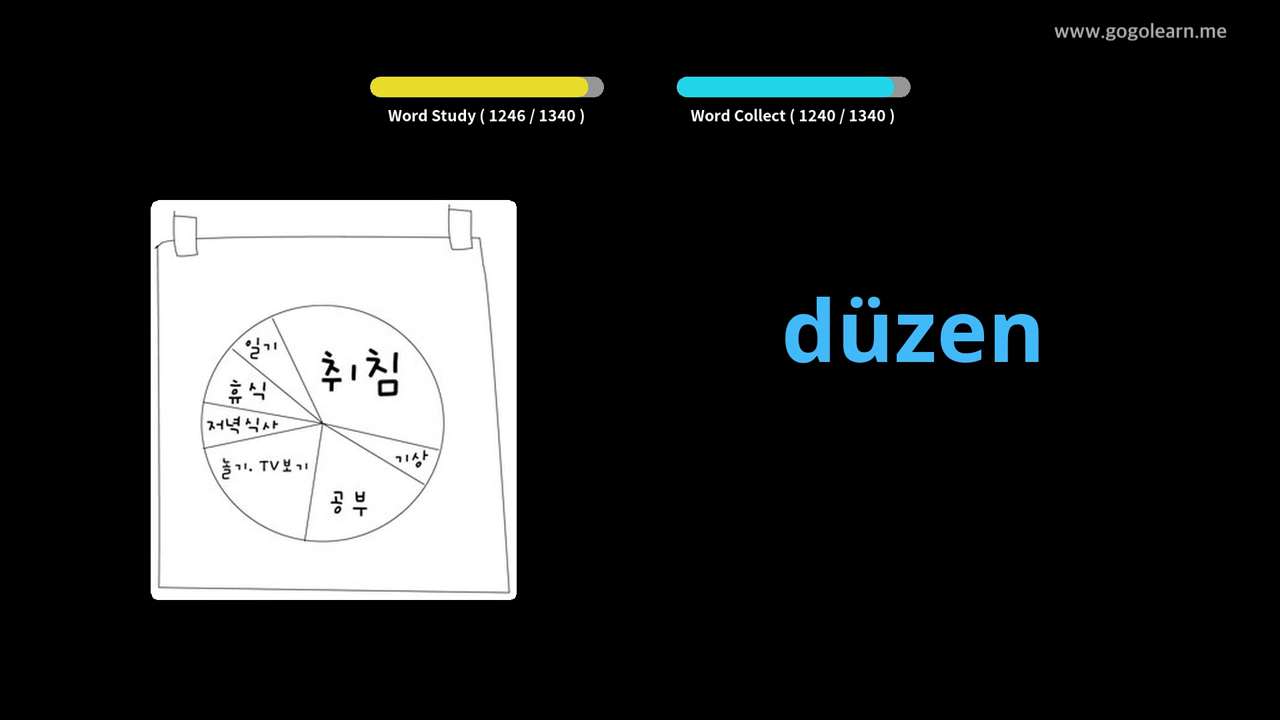 www.gogolearn.me
Word Study ( 1246 / 1340 )
Word Collect ( 1240 / 1340 )
düzen
일기
취침
휴식
저녁식사
놀기. TV보기
기상
공부